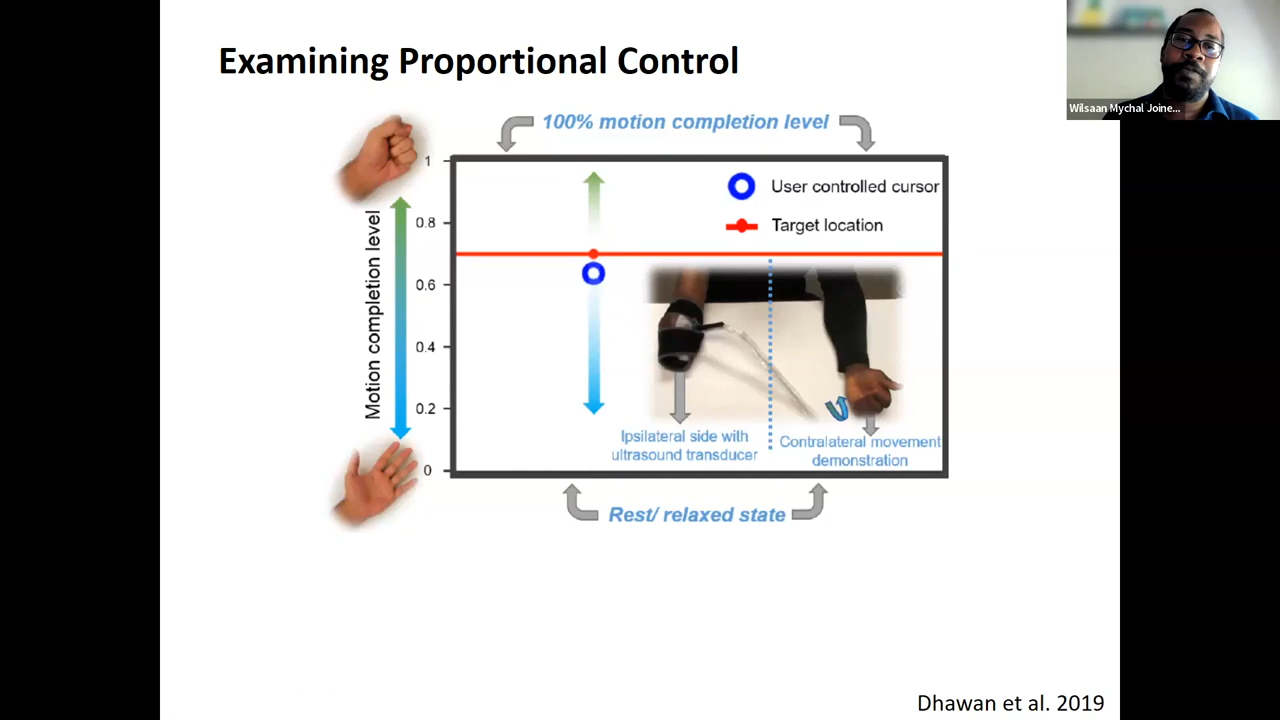 Examining Proportional Control
Wilsaan Mychal Joine...
100% motion completion level
1
0.8
0.6
0.4
0.2
0
Motion completion level
User controlled cursor
Target location
Ipsilateral side with
ultrasound transducer
Contralateral movement
demonstration
Rest/ relaxed state
Dhawan et al. 2019